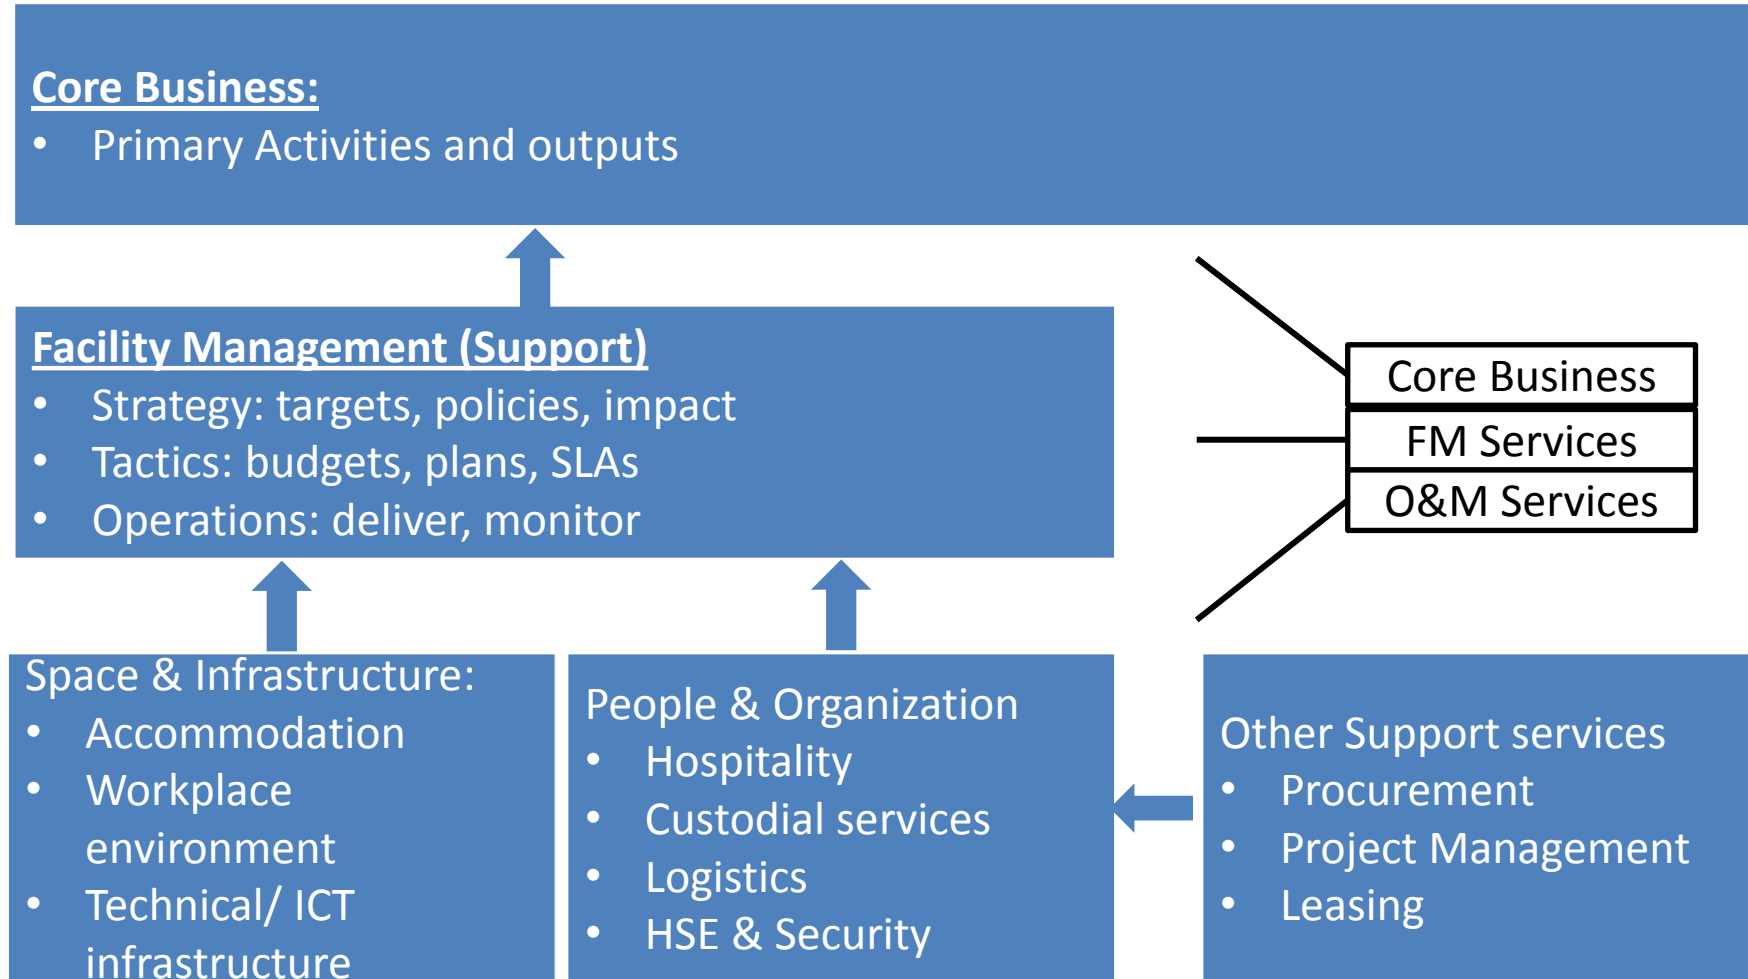 Core Business:
• Primary Activities and outputs
Facility Management (Support)
• Strategy: targets, policies, impact
• Tactics: budgets, plans, SLAs
• Operations: deliver, monitor
Core Business
FM Services
O&M Services
Space & Infrastructure:
• Accommodation
• Workplace
environment
• Technical/ ICT
infrastructure
People & Organization
• Hospitality
• Custodial services
• Logistics
• HSE & Security
Other Support services
• Procurement
• Project Management
• Leasing